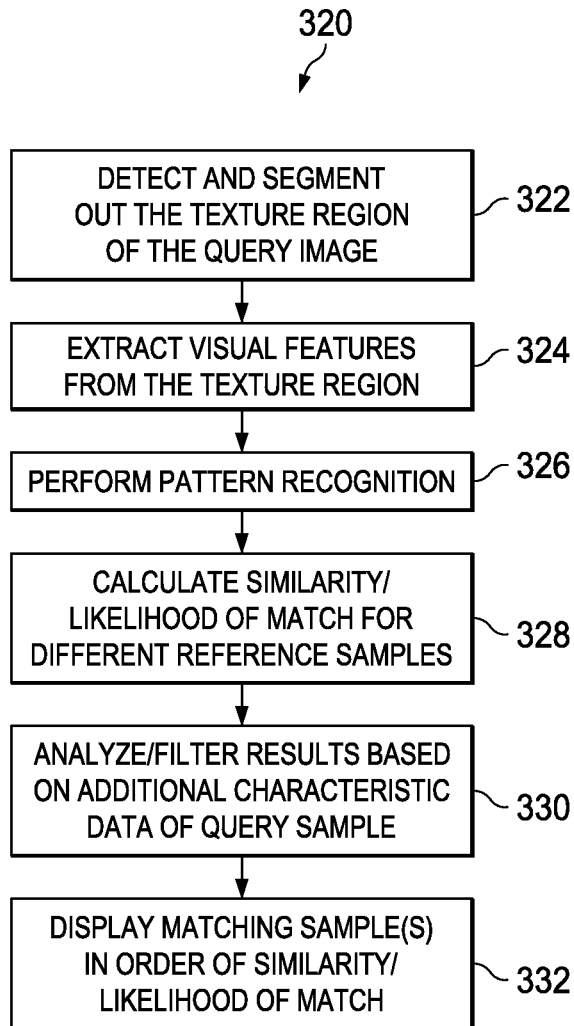 320
DETECT AND SEGMENT
OUT THE TEXTURE REGION
OF THE QUERY IMAGE
322
EXTRACT VISUAL FEATURES
FROM THE TEXTURE REGION
324
PERFORM PATTERN RECOGNITION
326
CALCULATE SIMILARITY/
LIKELIHOOD OF MATCH FOR
DIFFERENT REFERENCE SAMPLES
328
ANALYZE/FILTER RESULTS BASED
ON ADDITIONAL CHARACTERISTIC
DATA OF QUERY SAMPLE
330
DISPLAY MATCHING SAMPLE(S)
IN ORDER OF SIMILARITY/
LIKELIHOOD OF MATCH
332